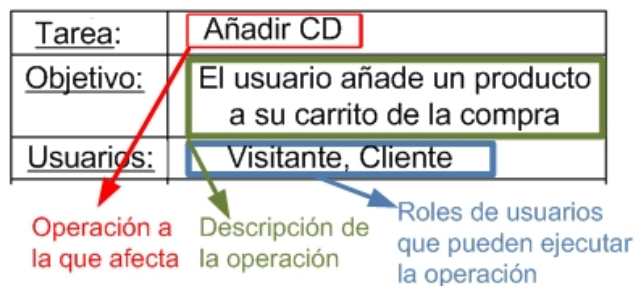 Tarea: Añadir CD
Objetivo: El usuario añade un producto
a su carrito de la compra
Usuarios: Visitante, Cliente
Operación a
la que afecta
Descripción de
la operación
Roles de usuarios
que pueden ejecutar
la operación